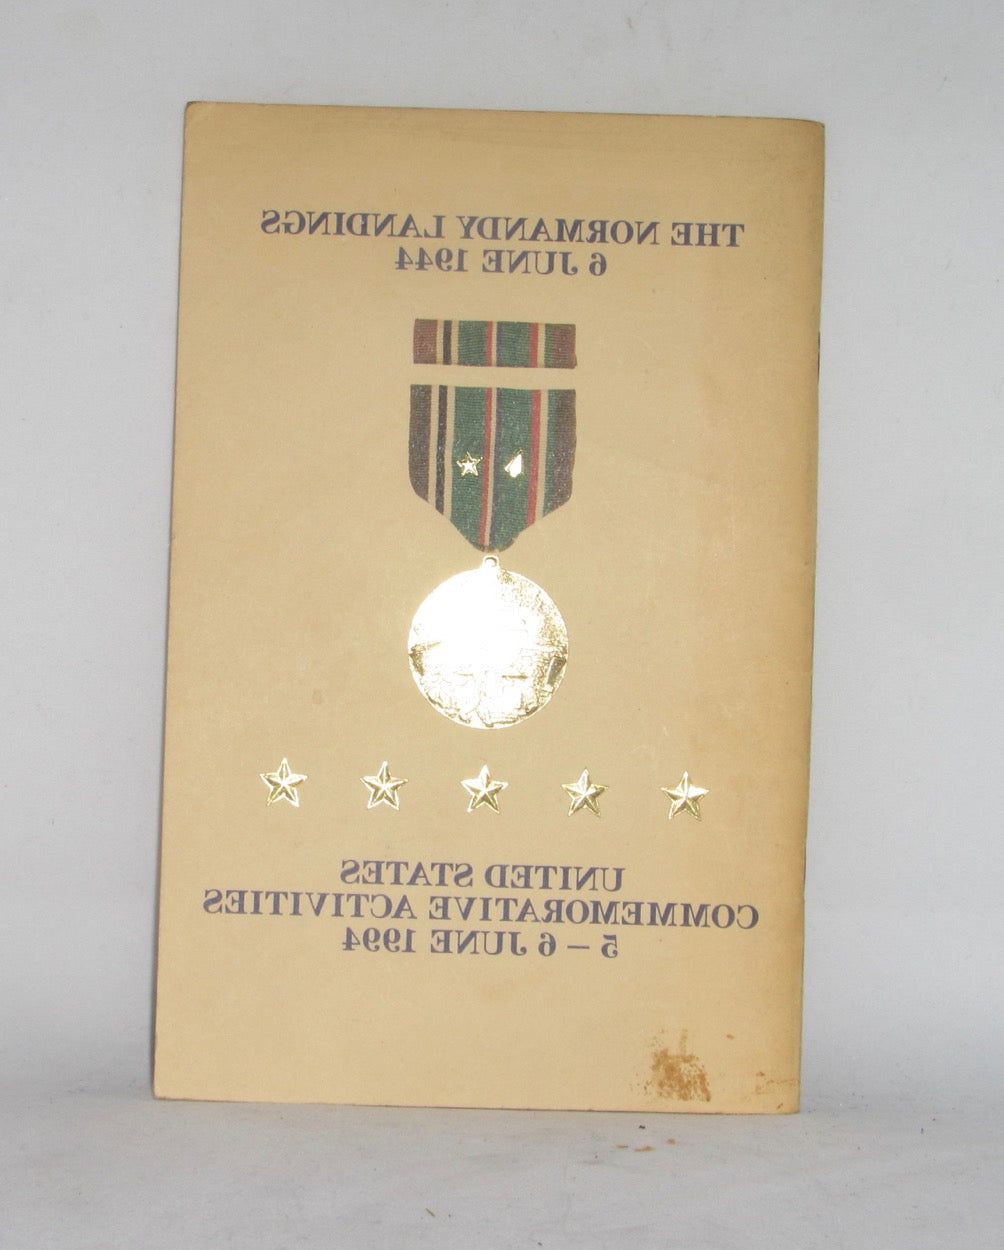 THE NORMANDY LANDINGS
6 JUNE 1944
UNITED STATES
COMMEMORATIVE ACTIVITIES
5 – 6 JUNE 1994